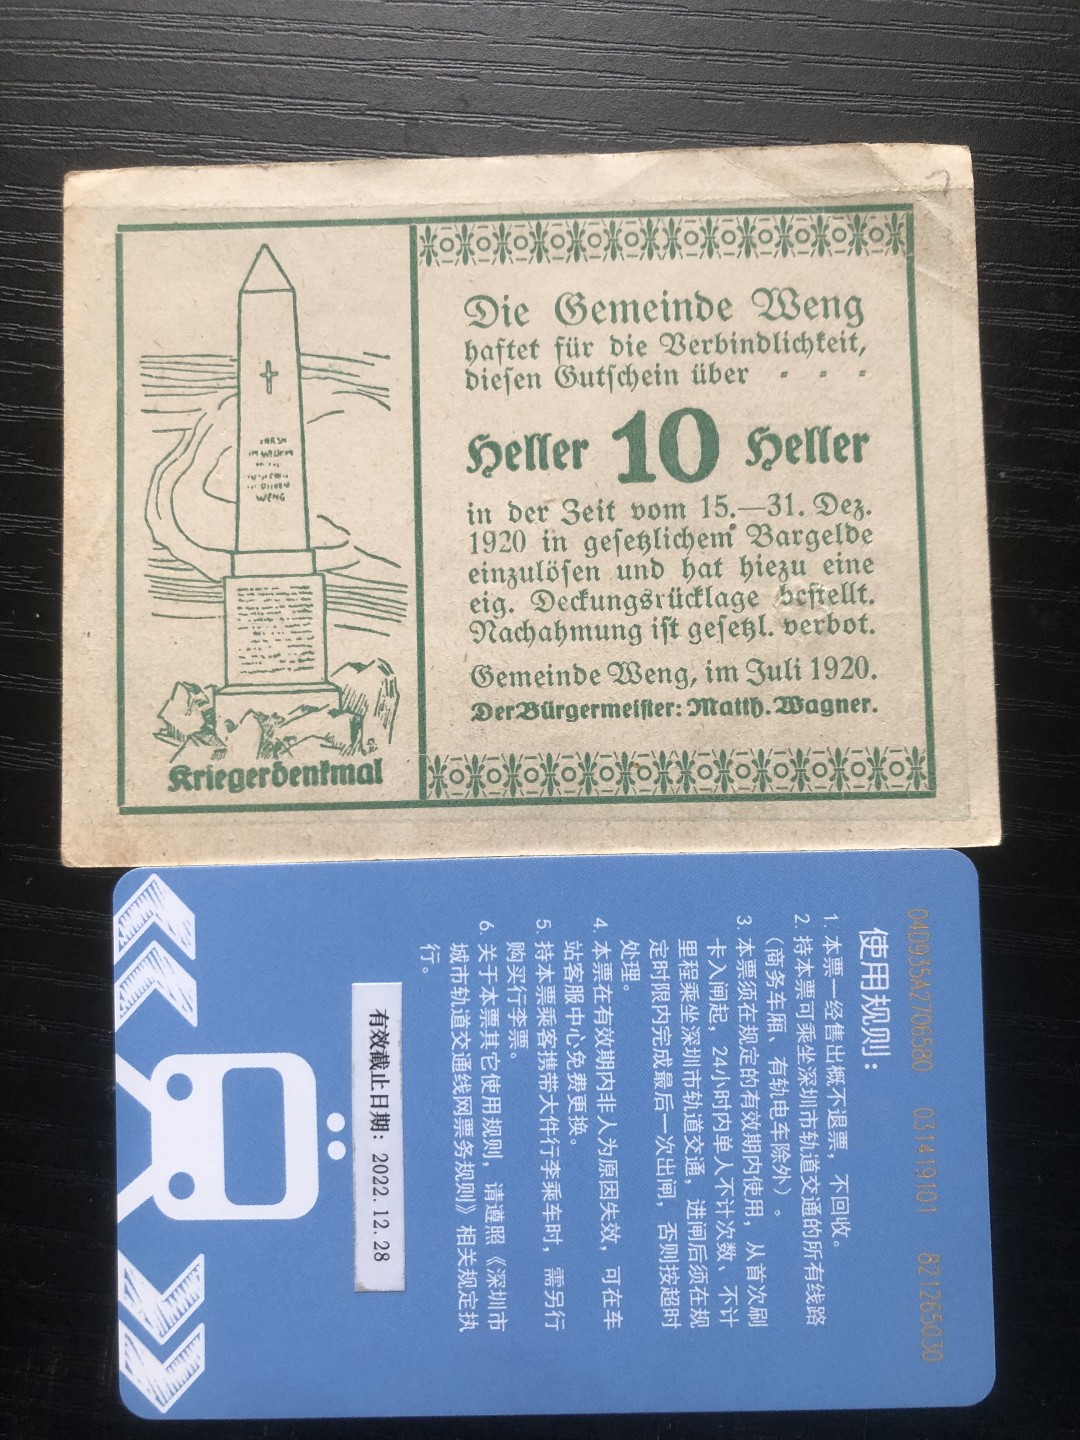 Die Gemeinde Weng
haftet für die Verbindlichkeit,
diesen Gutschein über - - -
Heller 10 Heller
in der Zeit vom 15.—31. Dez.
1920 in gesetzlichem Bargelde
einzulösen und hat hiezu eine
eig. Deckungsrücklage bestellt.
Nachahmung ist gesetzl. verbot.
Gemeinde Weng, im Juli 1920.
Der Bürgermeister: Matth. Wagner.
WENG
Kriegerdenkmal
04D935A2706580 031419101 821265030
使用规则：
1. 本票一经售出概不退票，不回收。
2. 持本票可乘坐深圳市轨道交通的所有线路
（商务车厢、有轨电车除外）。
3. 本票须在规定的有效期内使用，从首次刷
卡入闸起，24小时内单人不计次数、不计
里程乘坐深圳市轨道交通，进闸后须在规
定时限内完成最后一次出闸，否则按超时
处理。
4. 本票在有效期内非人为原因失效，可在车
站客服中心免费更换。
5. 持本票乘客携带大件行李乘车时，需另行
购买行李票。
6. 关于本票其它使用规则，请遵照《深圳市
城市轨道交通线网票务规则》相关规定执
行。
有效截止日期：2022.12.28